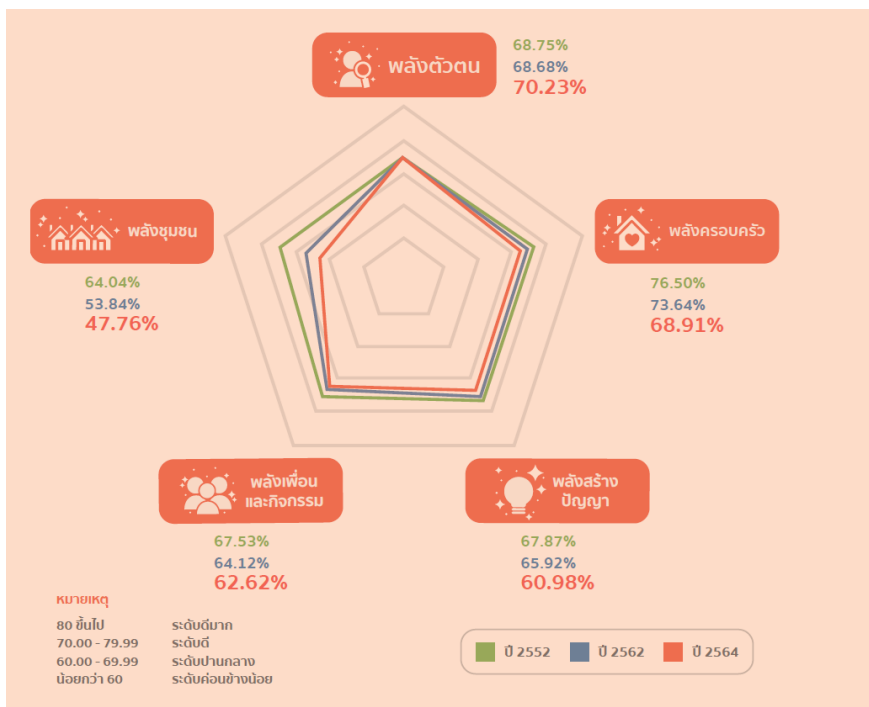 พลังตัวตน
68.75%
68.68%
70.23%
พลังชุมชน
64.04%
53.84%
47.76%
พลังครอบครัว
76.50%
73.64%
68.91%
พลังเพื่อน
และกิจกรรม
67.53%
64.12%
62.62%
พลังสร้าง
ปัญญา
67.87%
65.92%
60.98%
หมายเหตุ
80 ขึ้นไป ระดับดีมาก
70.00 - 79.99 ระดับดี
60.00 - 69.99 ระดับปานกลาง
น้อยกว่า 60 ระดับค่อนข้างน้อย
ปี 2552 ปี 2562 ปี 2564